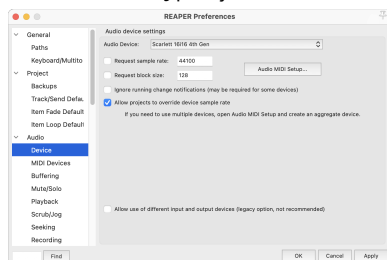 REAPER Preferences
General
Paths
Keyboard/Multito
Project
Backups
Track/Send Defau
Item Fade Default
Item Loop Default
Audio
Device
MIDI Devices
Buffering
Mute/Solo
Playback
Scrub/Jog
Seeking
Recording
Find
Audio device settings
Audio Device: Scarlett 16i16 4th Gen
Request sample rate: 44100
Request block size: 128
Audio MIDI Setup...
Ignore running change notifications (may be required for some devices)
Allow projects to override device sample rate
If you need to use multiple devices, open Audio MIDI Setup and create an aggregate device.
Allow use of different input and output devices (legacy option, not recommended)
OK Cancel Apply